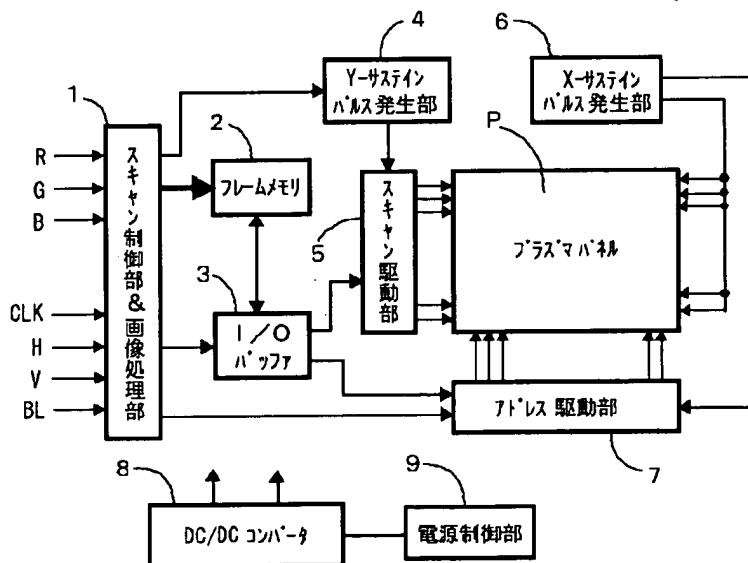 4
Y-サステイン
パルス発生部
6
X-サステイン
パルス発生部
1
スキャン制御部&画像処理部
R
G
B
CLK
H
V
BL
2
フレームメモリ
3
I/O
バッファ
5
スキャン駆動部
P
プラズマパネル
アドレス駆動部
7
8
DC/DC コンバータ
9
電源制御部